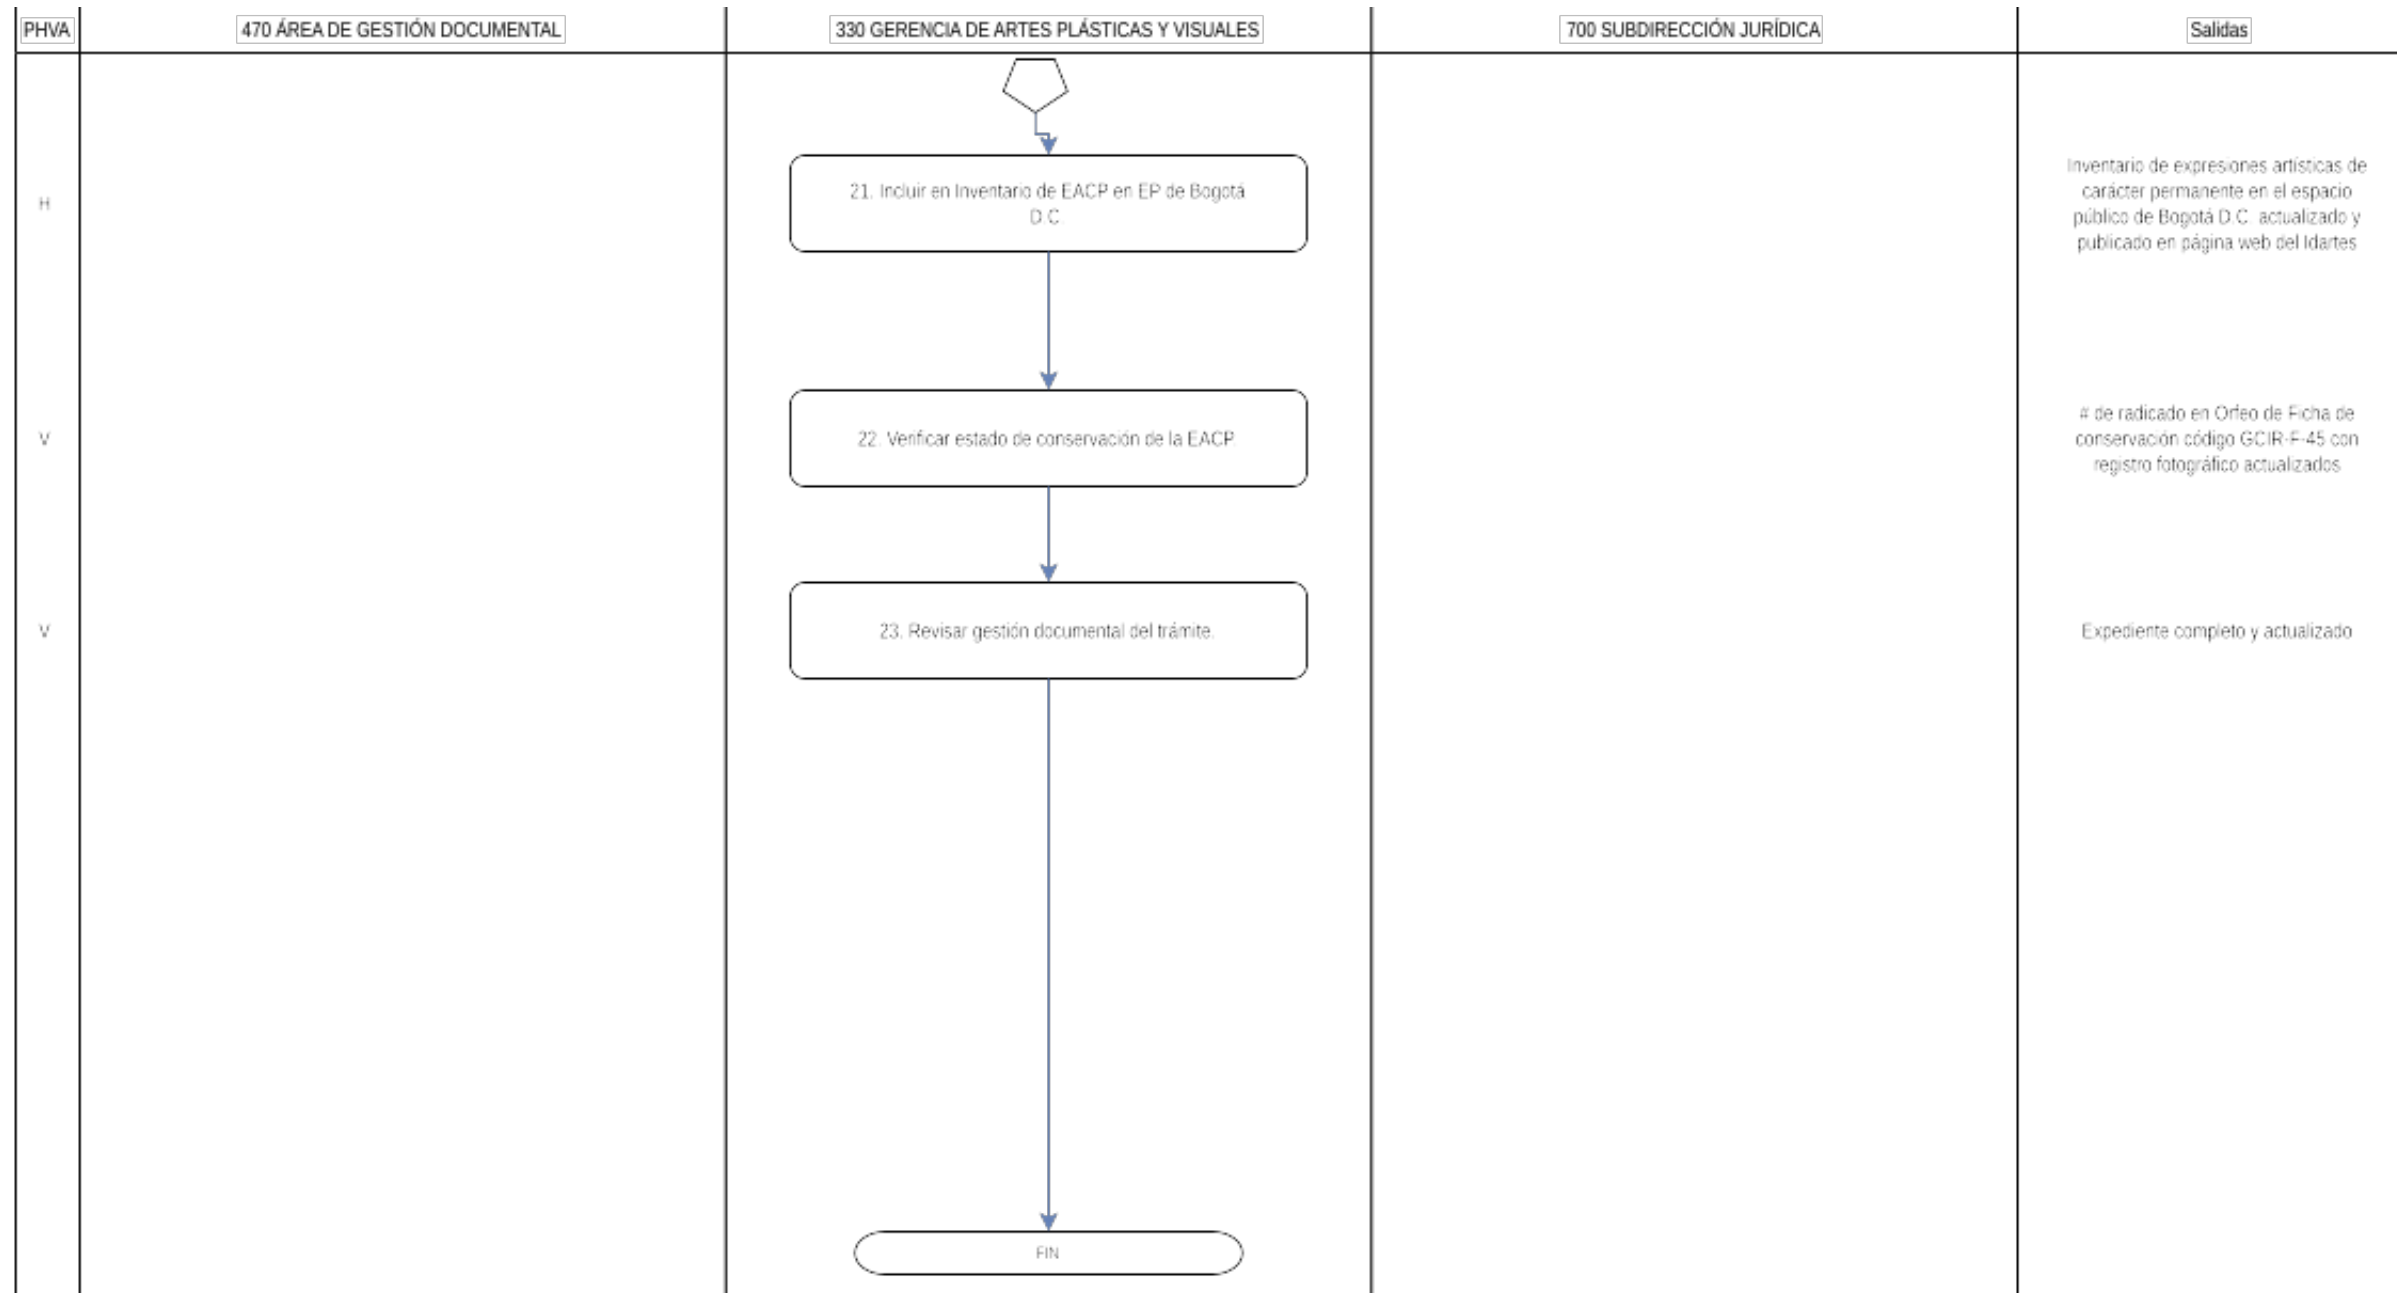 PHVA
470 ÁREA DE GESTIÓN DOCUMENTAL
330 GERENCIA DE ARTES PLÁSTICAS Y VISUALES
700 SUBDIRECCIÓN JURÍDICA
Salidas
H
21. Incluir en Inventario de EACP en EP de Bogotá
D.C.
Inventario de expresiones artísticas de
carácter permanente en el espacio
público de Bogotá D.C. actualizado y
publicado en página web del Idartes
V
22. Verificar estado de conservación de la EACP.
# de radicado en Orfeo de Ficha de
conservación código GCIR-F-45 con
registro fotográfico actualizados
V
23. Revisar gestión documental del trámite.
Expediente completo y actualizado
FIN